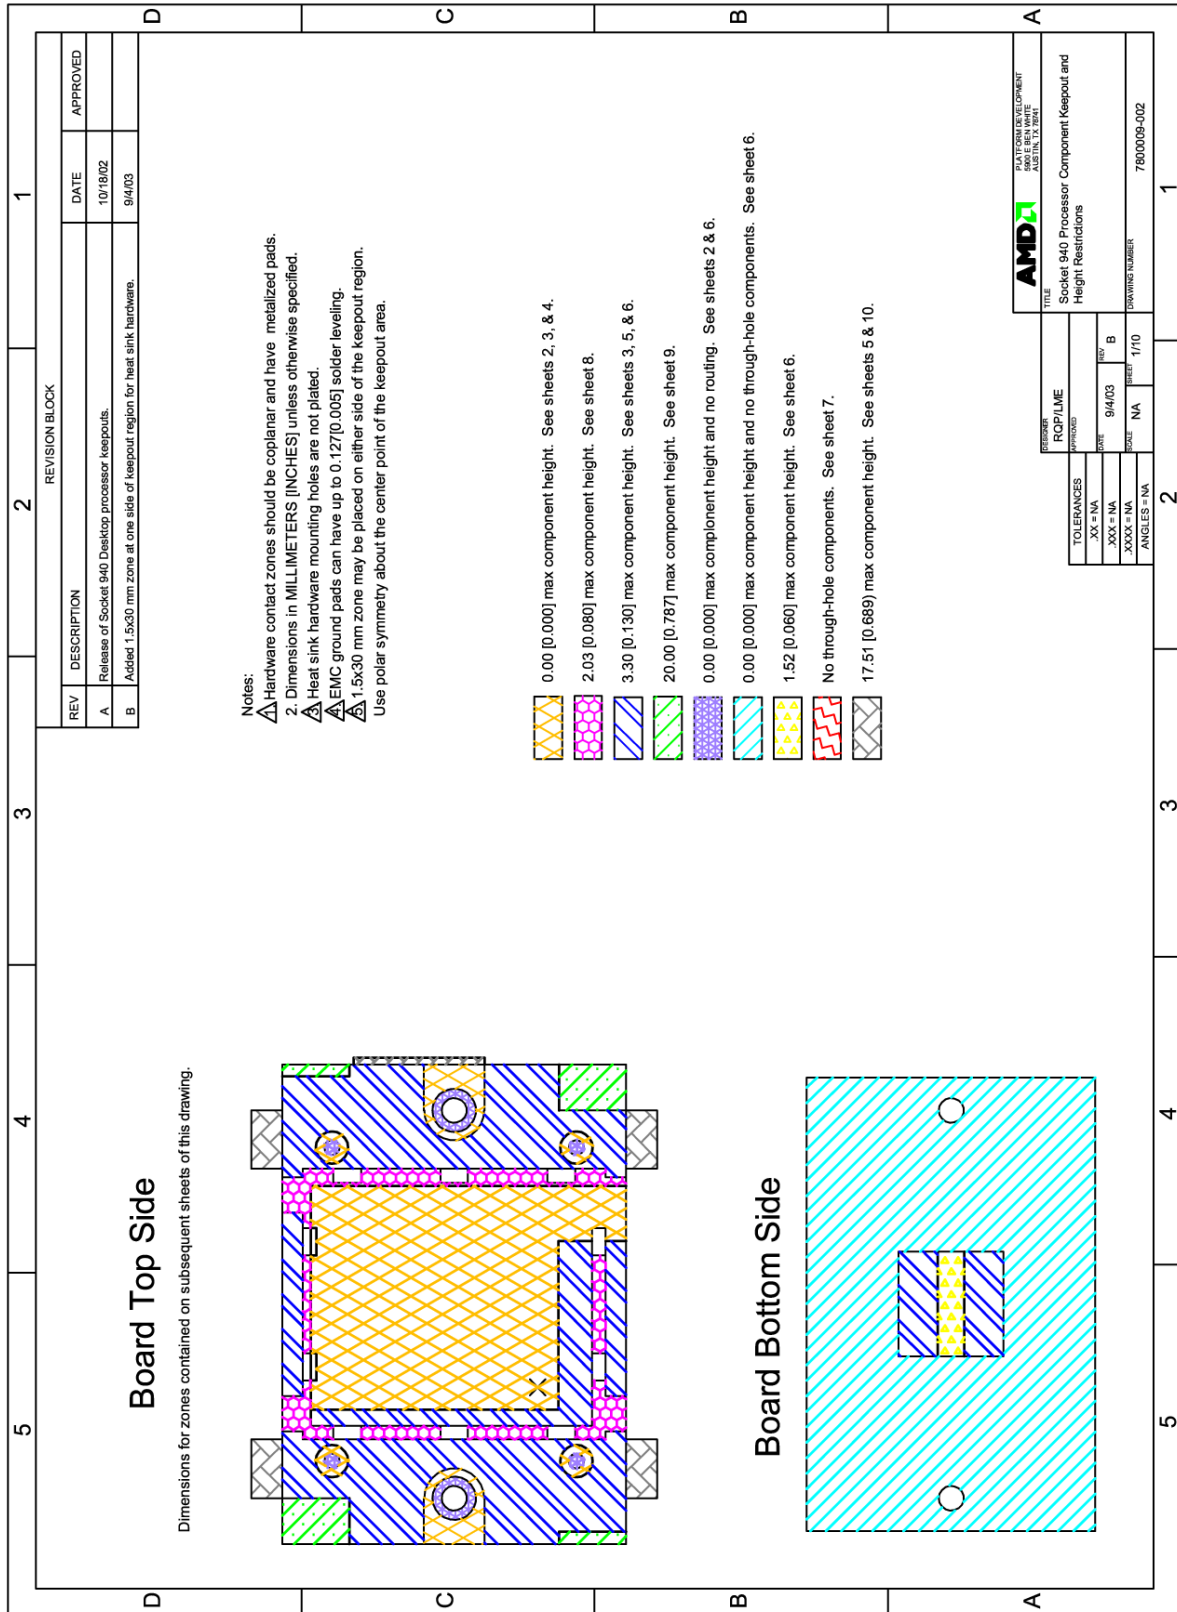 5 4 3 2 1
D
C
B
A
REVISION BLOCK
REV DESCRIPTION DATE APPROVED
A Release of Socket 940 Desktop processor keepouts. 10/18/02
B Added 1.5x30 mm zone at one side of keepout region for heat sink hardware. 9/4/03
Board Top Side
Dimensions for zones contained on subsequent sheets of this drawing.
Notes:
1. Hardware contact zones should be coplanar and have metalized pads.
2. Dimensions in MILLIMETERS [INCHES] unless otherwise specified.
3. Heat sink hardware mounting holes are not plated.
4. EMC ground pads can have up to 0.127[0.005] solder leveling.
5. 1.5x30 mm zone may be placed on either side of the keepout region.
Use polar symmetry about the center point of the keepout area.
0.00 [0.000] max component height. See sheets 2, 3, & 4.
2.03 [0.080] max component height. See sheet 8.
3.30 [0.130] max component height. See sheets 3, 5, & 6.
20.00 [0.787] max component height. See sheet 9.
0.00 [0.000] max complonent height and no routing. See sheets 2 & 6.
0.00 [0.000] max component height and no through-hole components. See sheet 6.
1.52 [0.060] max component height. See sheet 6.
No through-hole components. See sheet 7.
17.51 [0.689) max component height. See sheets 5 & 10.
Board Bottom Side
TOLERANCES
.XX = NA
.XXX = NA
.XXXX = NA
ANGLES = NA
DESIGNER
RQP/LME
APPROVED
DATE
9/4/03
REV
B
SCALE
NA
SHEET
1/10
AMD
PLATFORM DEVELOPMENT
5900 E BEN WHITE
AUSTIN, TX 78741
TITLE
Socket 940 Processor Component Keepout and
Height Restrictions
DRAWING NUMBER
7800009-002
D
C
B
A
5 4 3 2 1